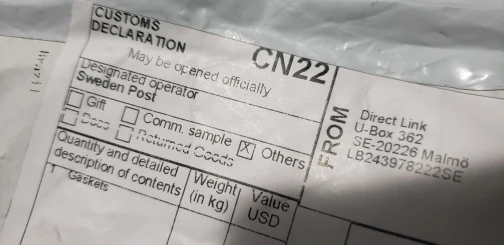 CUSTOMS
DECLARATION
CN22
May be opened officially
Designated operator
Sweden Post
Gift
Comm. sample
X Others
Docs
Returned Goods
Quantity and detailed
description of contents
Weight
(in kg)
Value
USD
1 Gaskets
FROM
Direct Link
U-Box 362
SE-20226 Malmö
LB243978222SE